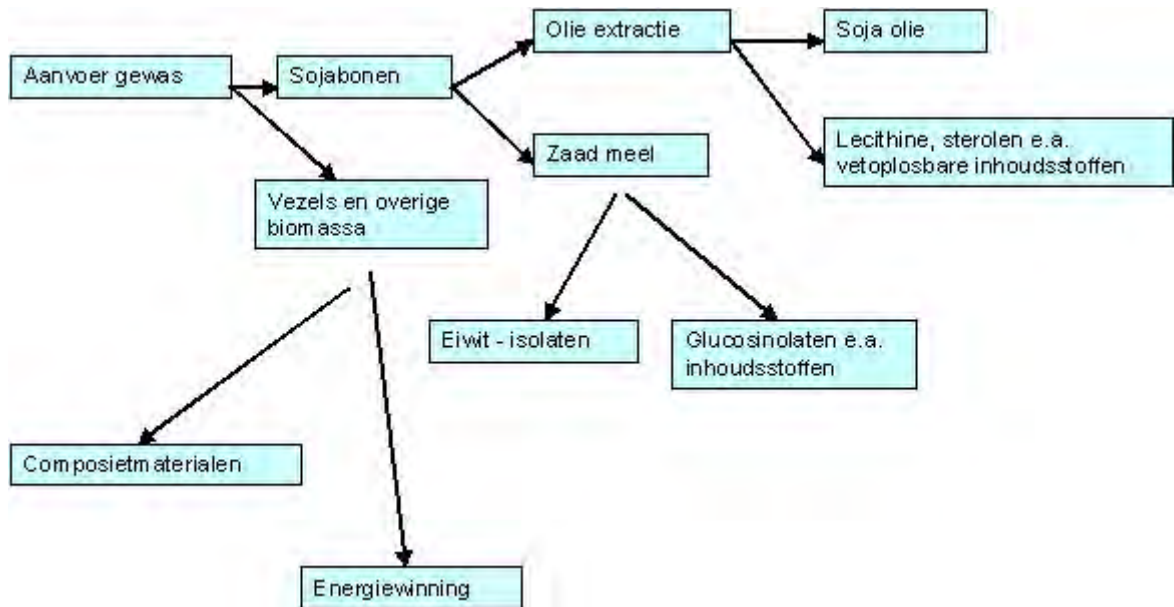 Olie extractie
Soja olie
Aanvoer gewas
Sojabonen
Zaad meel
Lecithine, sterolen e.a.
vetoplosbare inhoudsstoffen
Vezels en overige
biomassa
Eiwit - isolaten
Glucosinolaten e.a.
inhoudsstoffen
Composietmaterialen
Energiewinning